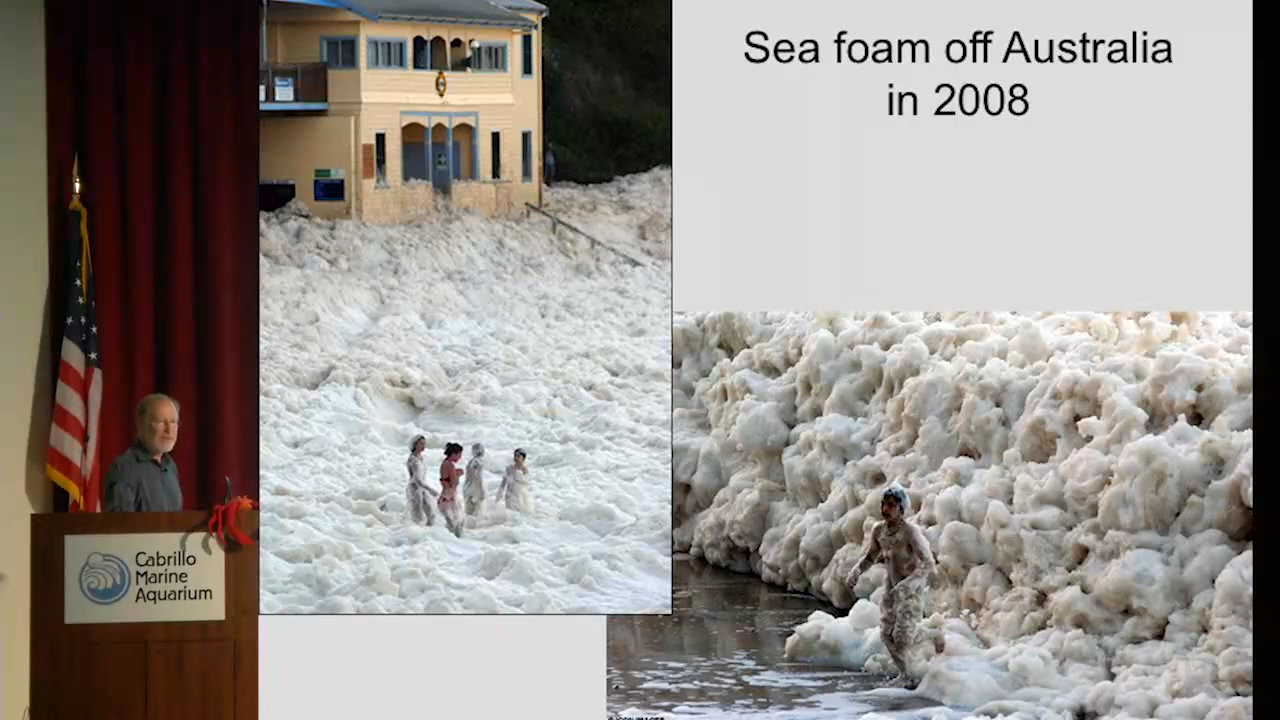 Sea foam off Australia
in 2008
Cabrillo
Marine
Aquarium